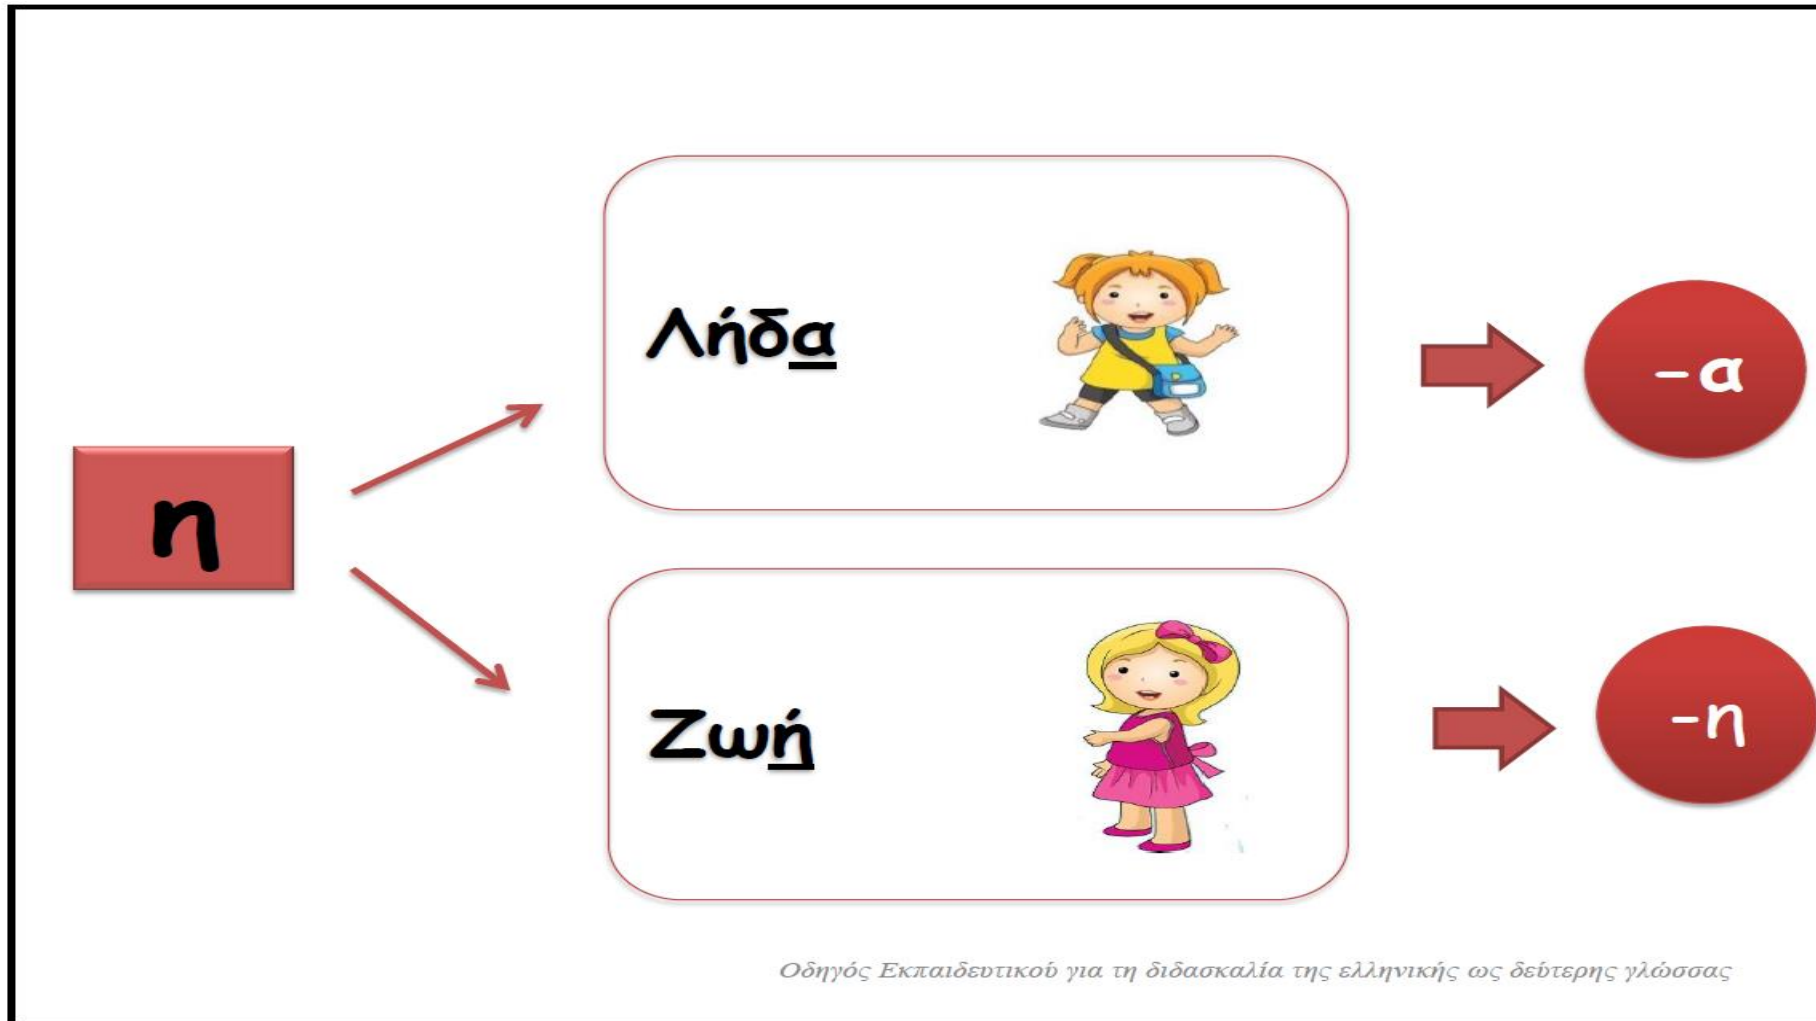 η
Λήδα
-α
Ζωή
-η
Οδηγός Εκπαιδευτικού για τη διδασκαλία της ελληνικής ως δεύτερης γλώσσας